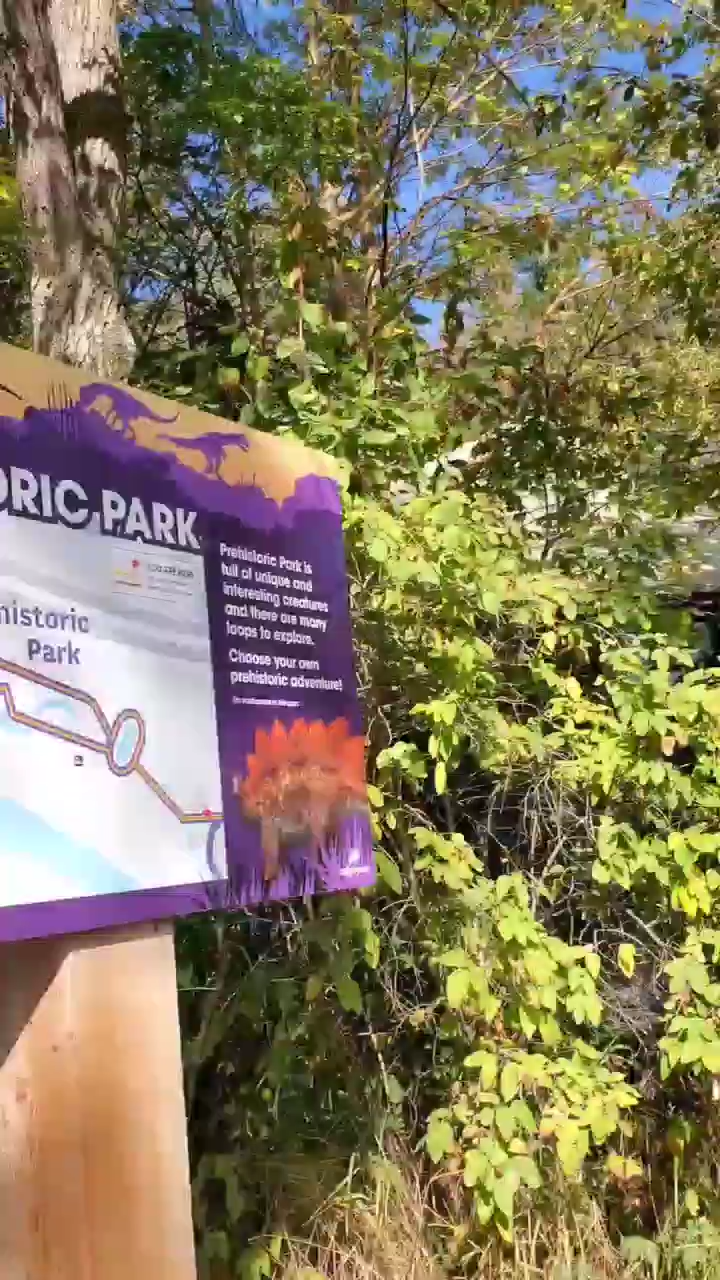 ORIC PARK
historic
Park
Prehistoric Park is
full of unique and
interesting creatures
and there are many
loops to explore.
Choose your own
prehistoric adventure!